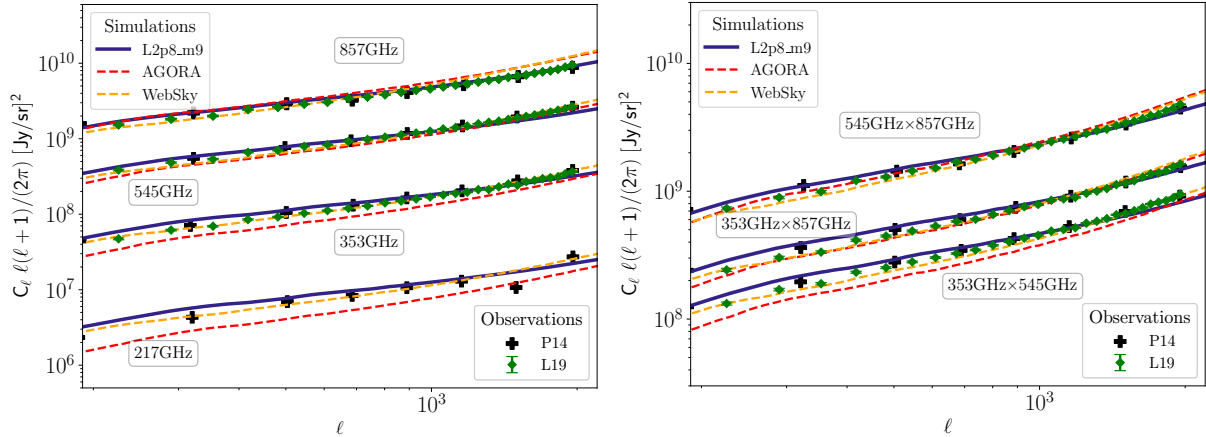 Simulations
L2p8_m9
AGORA
WebSky
857GHz
545GHz
353GHz
217GHz
Observations
P14
L19
10^10
10^9
10^8
10^7
10^6
10^3
ℓ
C_ℓ ℓ(ℓ + 1)/(2π) [Jy/sr]^2
Simulations
L2p8_m9
AGORA
WebSky
545GHz×857GHz
353GHz×857GHz
353GHz×545GHz
Observations
P14
L19
10^10
10^9
10^8
10^3
ℓ
C_ℓ ℓ(ℓ + 1)/(2π) [Jy/sr]^2